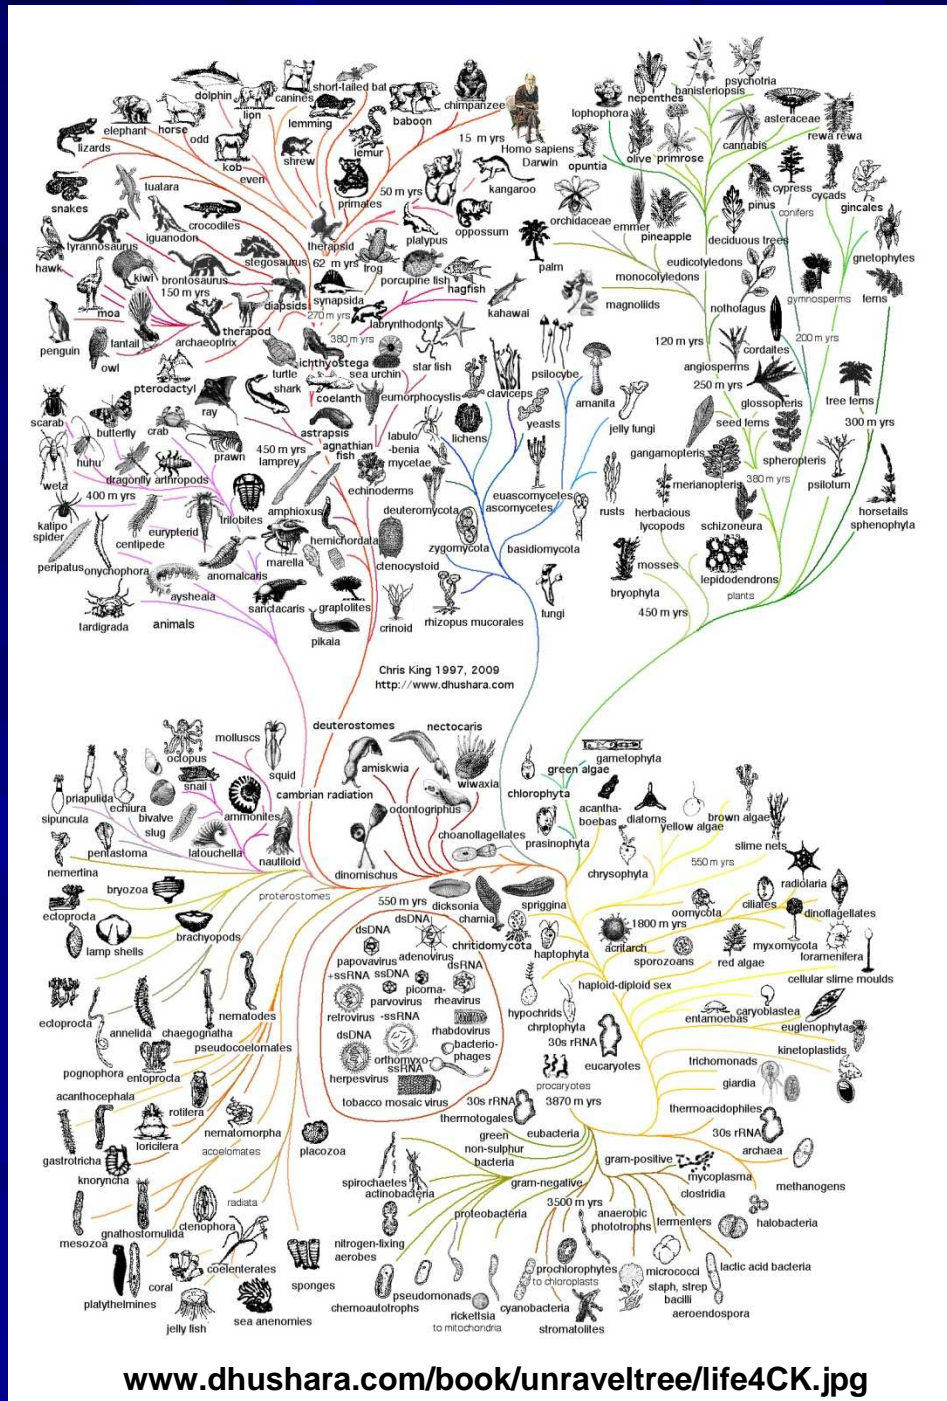 dolphin
lion
canines
short-tailed bat
elephant
horse
odd
lemming
baboon
chimpanzee
lizards
kob
shrew
lemur
15 m yrs
Homo sapiens
Darwin
even
tuatara
primates
50 m yrs
kangaroo
snakes
crocodiles
platypus
oppossum
tyrannosaurus
iguanodon
therapsid
stegosaurus
62 m yrs
frog
hawk
kiwi
brontosaurus
porcupine fish
150 m yrs
diapsids
synapsida
hagfish
moa
270 m yrs
labrynthodonts
kahawai
penguin
fantail
archaeoptrix
therapod
380 m yrs
owl
ichthyostega
turtle
sea urchin
star fish
pterodactyl
shark
coelanth
eumorphocystis
ray
scarab
butterfly
crab
astrapsis
agnathian
fish
prawn
450 m yrs
lamprey
huhu
dragonfly
arthropods
echinoderms
weta
400 m yrs
trilobites
amphioxus
katipo
spider
centipede
eurypterid
hemichordata
peripatus
onychophora
anomalcaris
marella
ctenocystoid
aysheaia
sanctacaris
graptolites
crinoid
tardigrada
animals
pikaia
nepenthes
banisteriopsis
psychotria
lophophora
asteraceae
opuntia
olive
primrose
cannabis
rewa rewa
orchidaceae
pinus
cypress
conifers
cycads
gincales
emmer
pineapple
deciduous trees
palm
eudicotyledons
gnetophytes
monocotyledons
gymnosperms
ferns
magnoliids
nothofagus
120 m yrs
cordaites
200 m yrs
angiosperms
250 m yrs
glossopteris
tree ferns
seed ferns
300 m yrs
gangamopteris
spheropteris
merianopteris
380 m yrs
psilotum
herbacious
lycopods
schizoneura
horsetails
sphenophyta
mosses
lepidodendrons
bryophyta
plants
450 m yrs
psilocybe
claviceps
amanita
yeasts
lichens
jelly fungi
labulo
-benia
mycetae
euascomycetes
ascomycetes
rusts
deuteromycota
zygomycota
basidiomycota
rhizopus mucorales
fungi
Chris King 1997, 2009
http://www.dhushara.com
deuterostomes
nectocaris
molluscs
octopus
squid
amiskwia
wiwaxia
green algae
gametophyta
snail
cambrian radiation
odontogriphus
chlorophyta
acantha-
boebas
diatoms
yellow algae
brown algae
priapulida
echiura
sipuncula
bivalve
ammonites
slug
choanoflagellates
prasinophyta
slime nets
pentastoma
latouchella
nautiloid
chrysophyta
550 m yrs
nemertina
dinomischus
radiolaria
bryozoa
proterostomes
550 m yrs
dicksonia
spriggina
oomycota
ciliates
dinoflagellates
ectoprocta
brachyopods
charnia
1800 m yrs
lamp shells
chritidomycota
haptophyta
acritarch
myxomycota
foramenifera
sporozoans
red algae
cellular slime moulds
haploid-diploid sex
dsDNA
dsDNA
papovavirus
adenovirus
+ssRNA
ssDNA
dsRNA
picorna-
parvovirus
rheavirus
retrovirus
-ssRNA
rhabdovirus
dsDNA
bacterio-
phages
orthomyxo-
ssRNA
herpesvirus
tobacco mosaic virus
hypochrids
entamoebas
caryoblastea
euglenophyta
chrptophyta
30s rRNA
kinetoplastids
eucaryotes
trichomonads
procaryotes
giardia
ectoprocta
annelida
chaegognatha
nematodes
pseudocoelomates
pognophora
entoprocta
acanthocephala
rotifera
nematomorpha
loricifera
acoelomates
placozoa
gastrotricha
knoryncha
radiata
ctenophora
mesozoa
gnathostomulida
coelenterates
sponges
coral
platythelmines
jelly fish
sea anenomies
30s rRNA
3870 m yrs
thermotogales
thermoacidophiles
green
non-sulphur
bacteria
eubacteria
30s rRNA
archaea
gram-positive
spirochaetes
mycoplasma
methanogens
actinobacteria
gram-negative
clostridia
3500 m yrs
proteobacteria
anaerobic
phototrophs
fermenters
halobacteria
nitrogen-fixing
aerobes
prochlorophytes
to chloroplasts
micrococci
lactic acid bacteria
pseudomonads
staph, strep
chemoautotrophs
rickettsia
cyanobacteria
bacilli
to mitochondria
stromatolites
aeroendospora
www.dhushara.com/book/unraveltree/life4CK.jpg